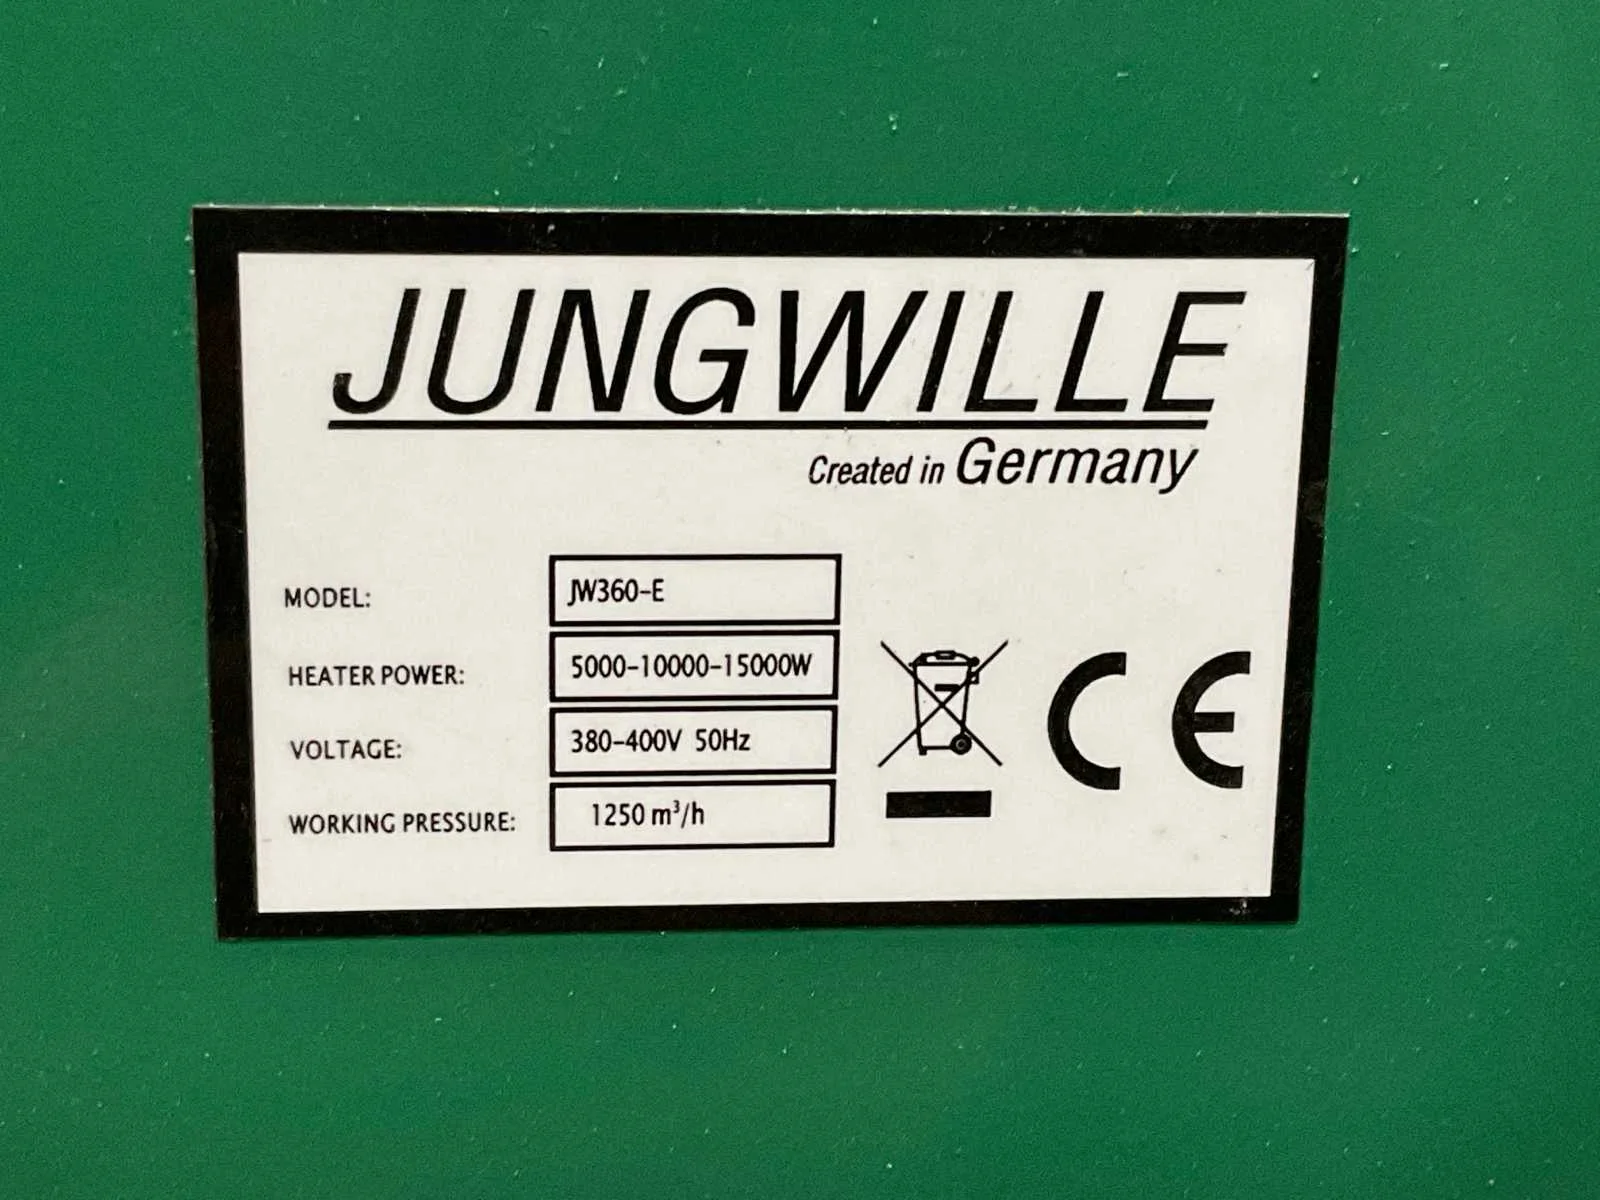 JUNGWILLE
Created in Germany
MODEL: JW360-E
HEATER POWER: 5000-10000-15000W
VOLTAGE: 380-400V 50Hz
WORKING PRESSURE: 1250 m³/h
CE